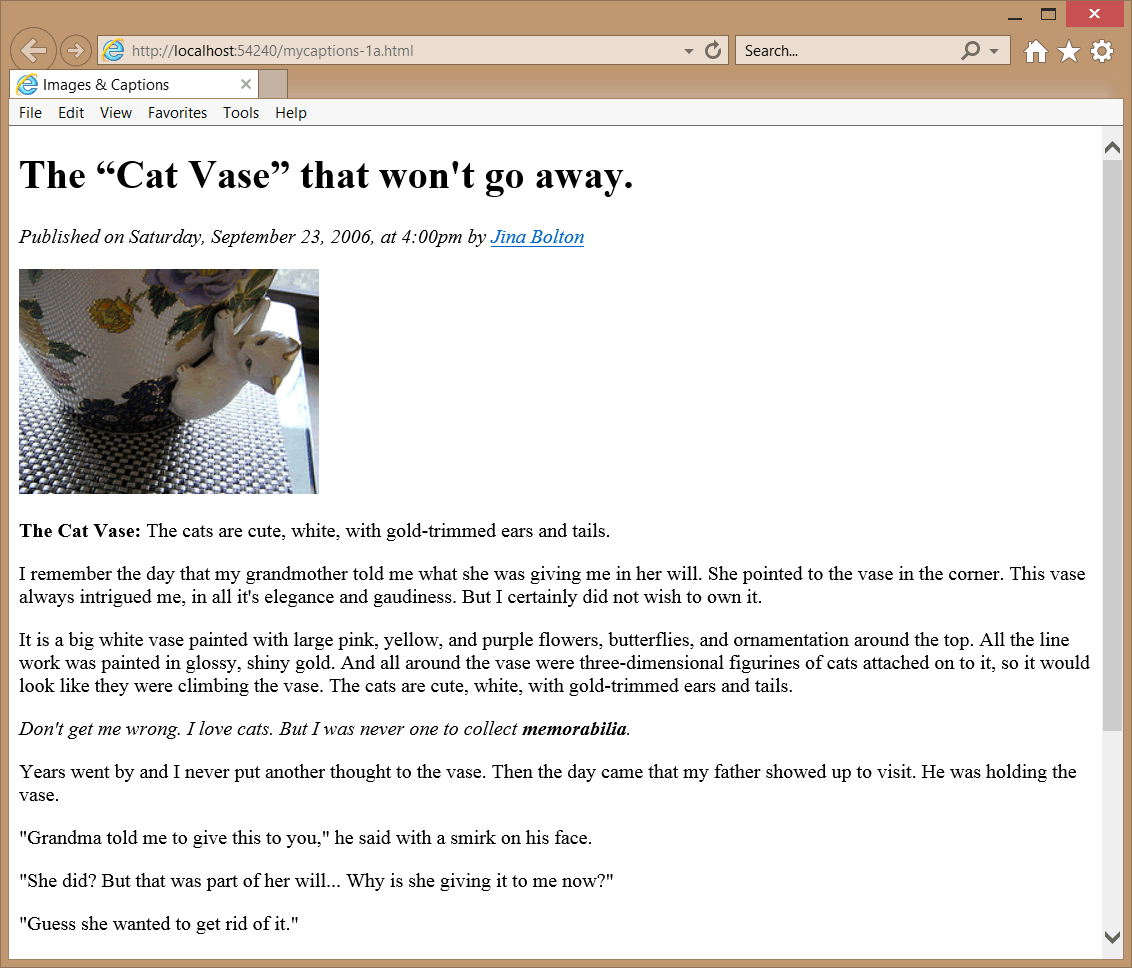 http://localhost:54240/mycaptions-1a.html
Search...
Images & Captions
File Edit View Favorites Tools Help
The “Cat Vase” that won't go away.
Published on Saturday, September 23, 2006, at 4:00pm by Jina Bolton
The Cat Vase: The cats are cute, white, with gold-trimmed ears and tails.
I remember the day that my grandmother told me what she was giving me in her will. She pointed to the vase in the corner. This vase
always intrigued me, in all it's elegance and gaudiness. But I certainly did not wish to own it.
It is a big white vase painted with large pink, yellow, and purple flowers, butterflies, and ornamentation around the top. All the line
work was painted in glossy, shiny gold. And all around the vase were three-dimensional figurines of cats attached on to it, so it would
look like they were climbing the vase. The cats are cute, white, with gold-trimmed ears and tails.
Don't get me wrong. I love cats. But I was never one to collect memorabilia.
Years went by and I never put another thought to the vase. Then the day came that my father showed up to visit. He was holding the
vase.
"Grandma told me to give this to you," he said with a smirk on his face.
"She did? But that was part of her will... Why is she giving it to me now?"
"Guess she wanted to get rid of it."